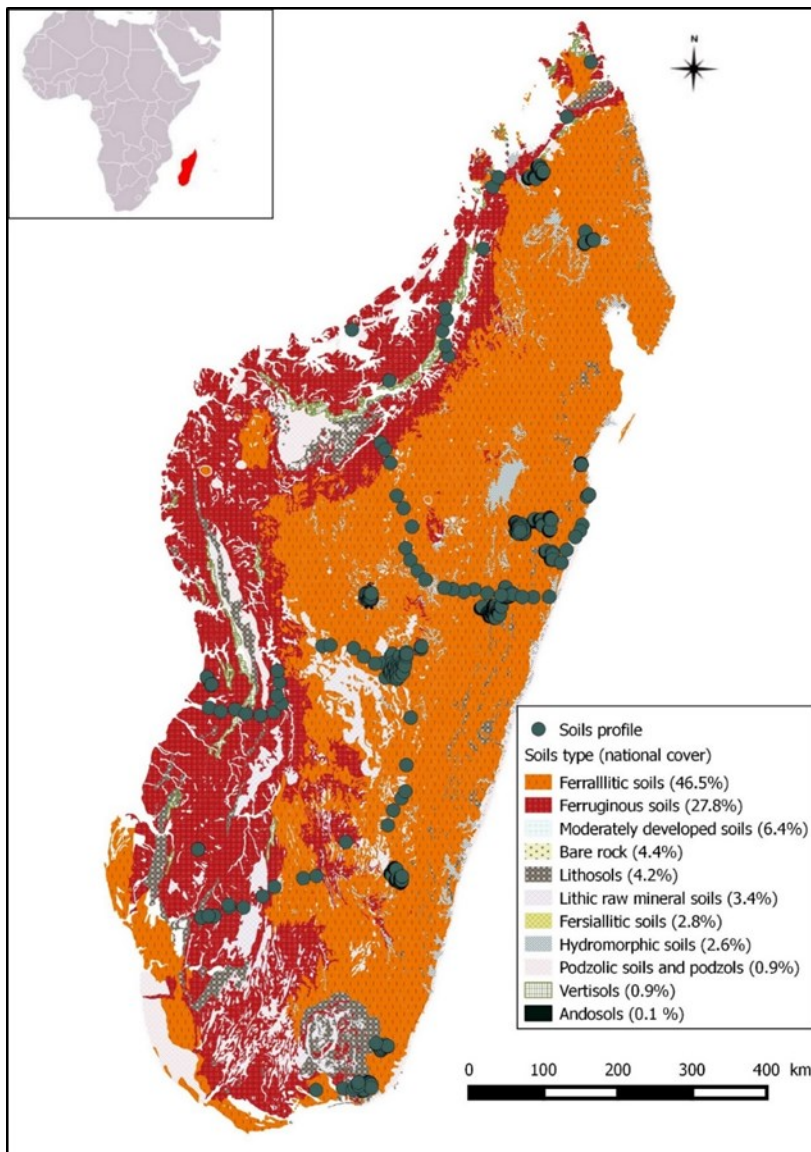 N
Soils profile
Soils type (national cover)
Ferralllitic soils (46.5%)
Ferruginous soils (27.8%)
Moderately developed soils (6.4%)
Bare rock (4.4%)
Lithosols (4.2%)
Lithic raw mineral soils (3.4%)
Fersiallitic soils (2.8%)
Hydromorphic soils (2.6%)
Podzolic soils and podzols (0.9%)
Vertisols (0.9%)
Andosols (0.1 %)
0 100 200 300 400 km